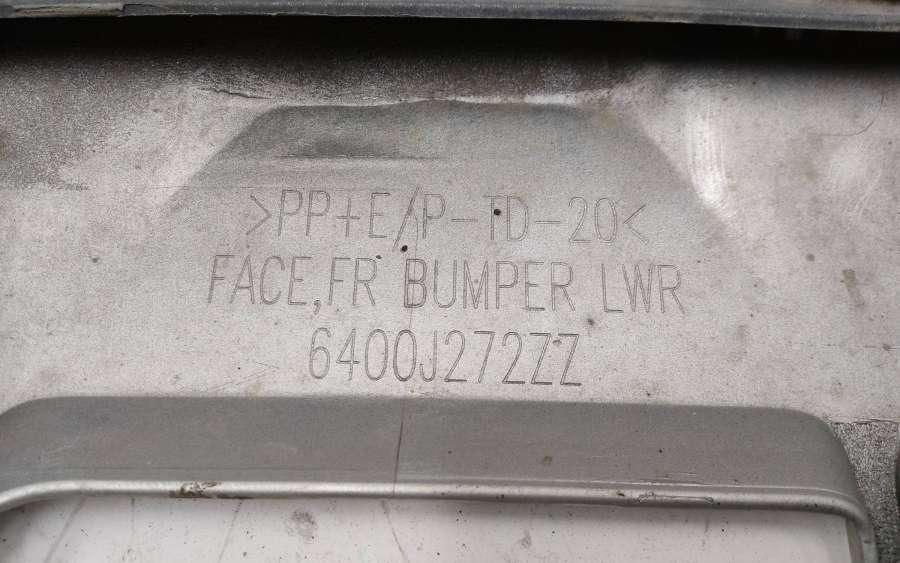 >PP+E/P-TD-20<
FACE,FR BUMPER LWR
6400J272ZZ